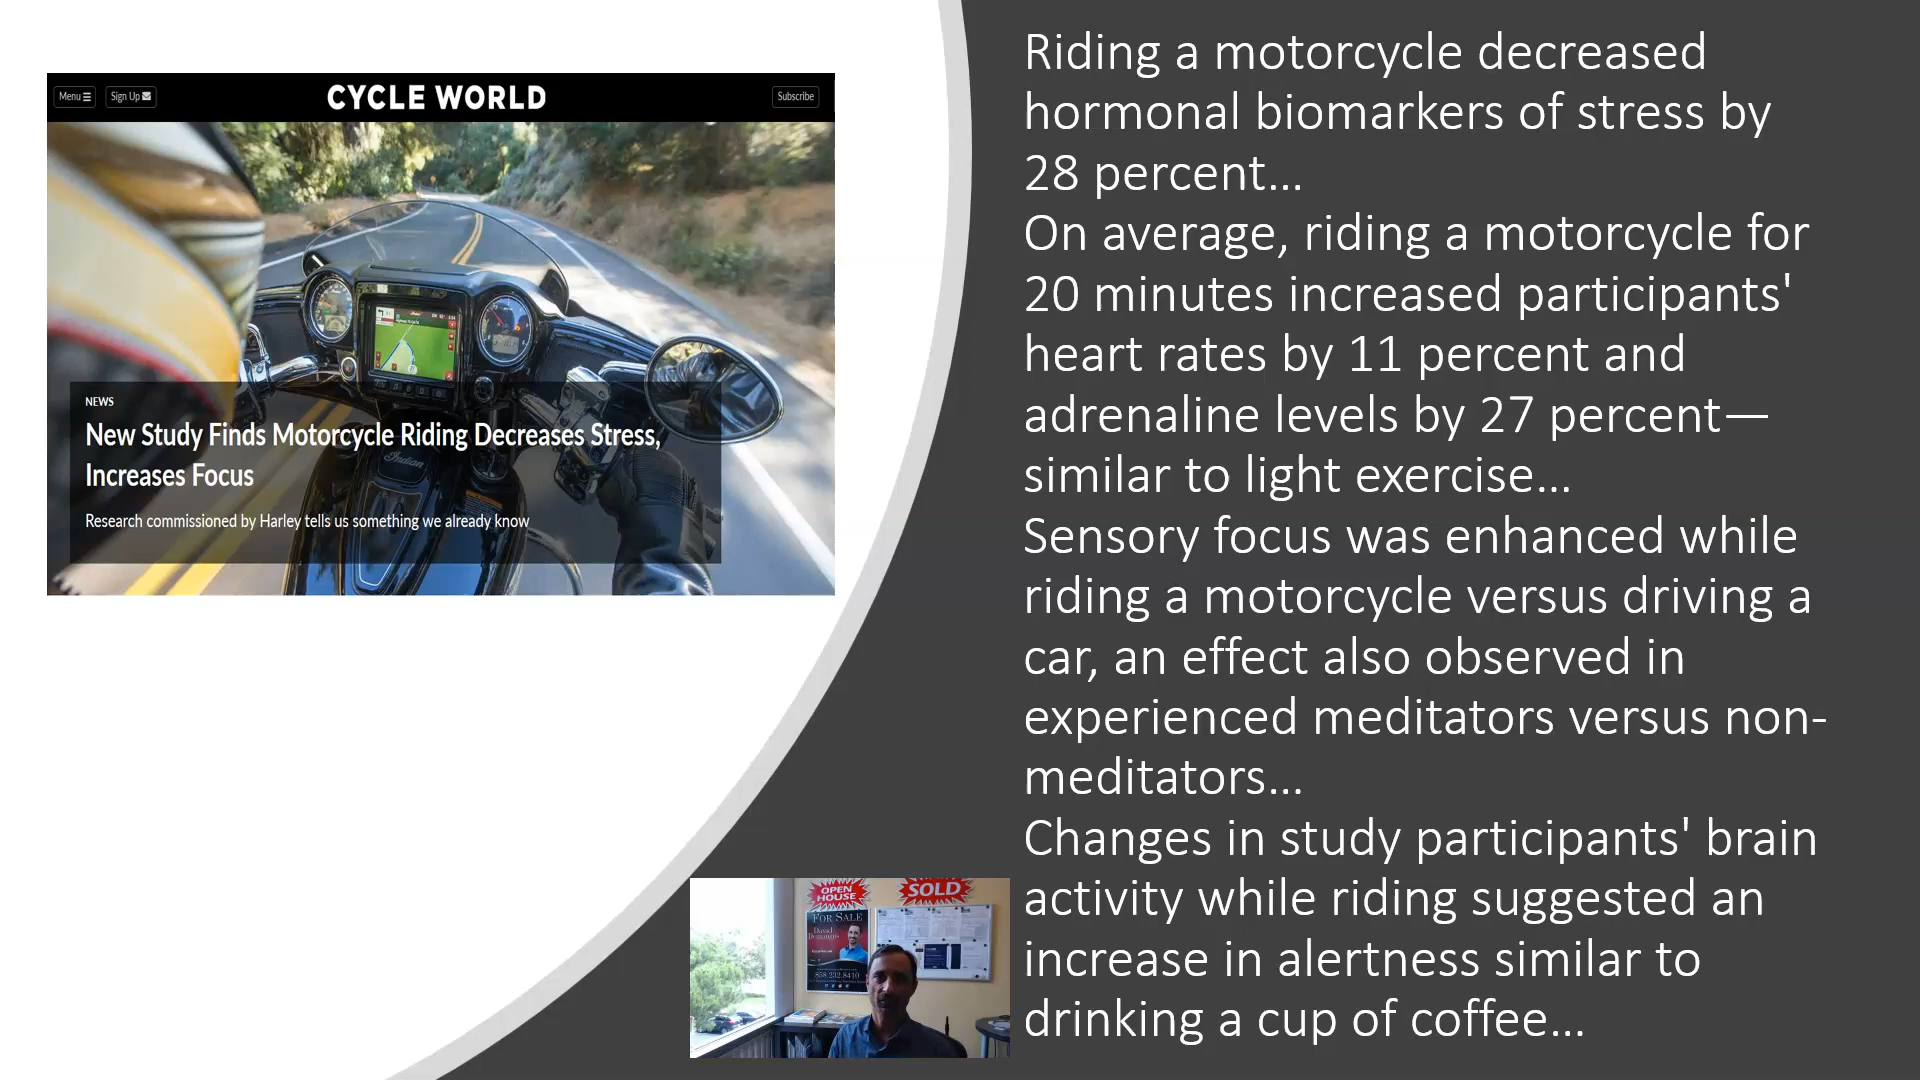 Menu
Sign Up
CYCLE WORLD
Subscribe
Indian
NEWS
New Study Finds Motorcycle Riding Decreases Stress,
Increases Focus
Research commissioned by Harley tells us something we already know
Riding a motorcycle decreased
hormonal biomarkers of stress by
28 percent…
On average, riding a motorcycle for
20 minutes increased participants'
heart rates by 11 percent and
adrenaline levels by 27 percent—
similar to light exercise…
Sensory focus was enhanced while
riding a motorcycle versus driving a
car, an effect also observed in
experienced meditators versus non-
meditators…
Changes in study participants' brain
activity while riding suggested an
increase in alertness similar to
drinking a cup of coffee…
OPEN
HOUSE
SOLD
FOR SALE
David
858.232.8410